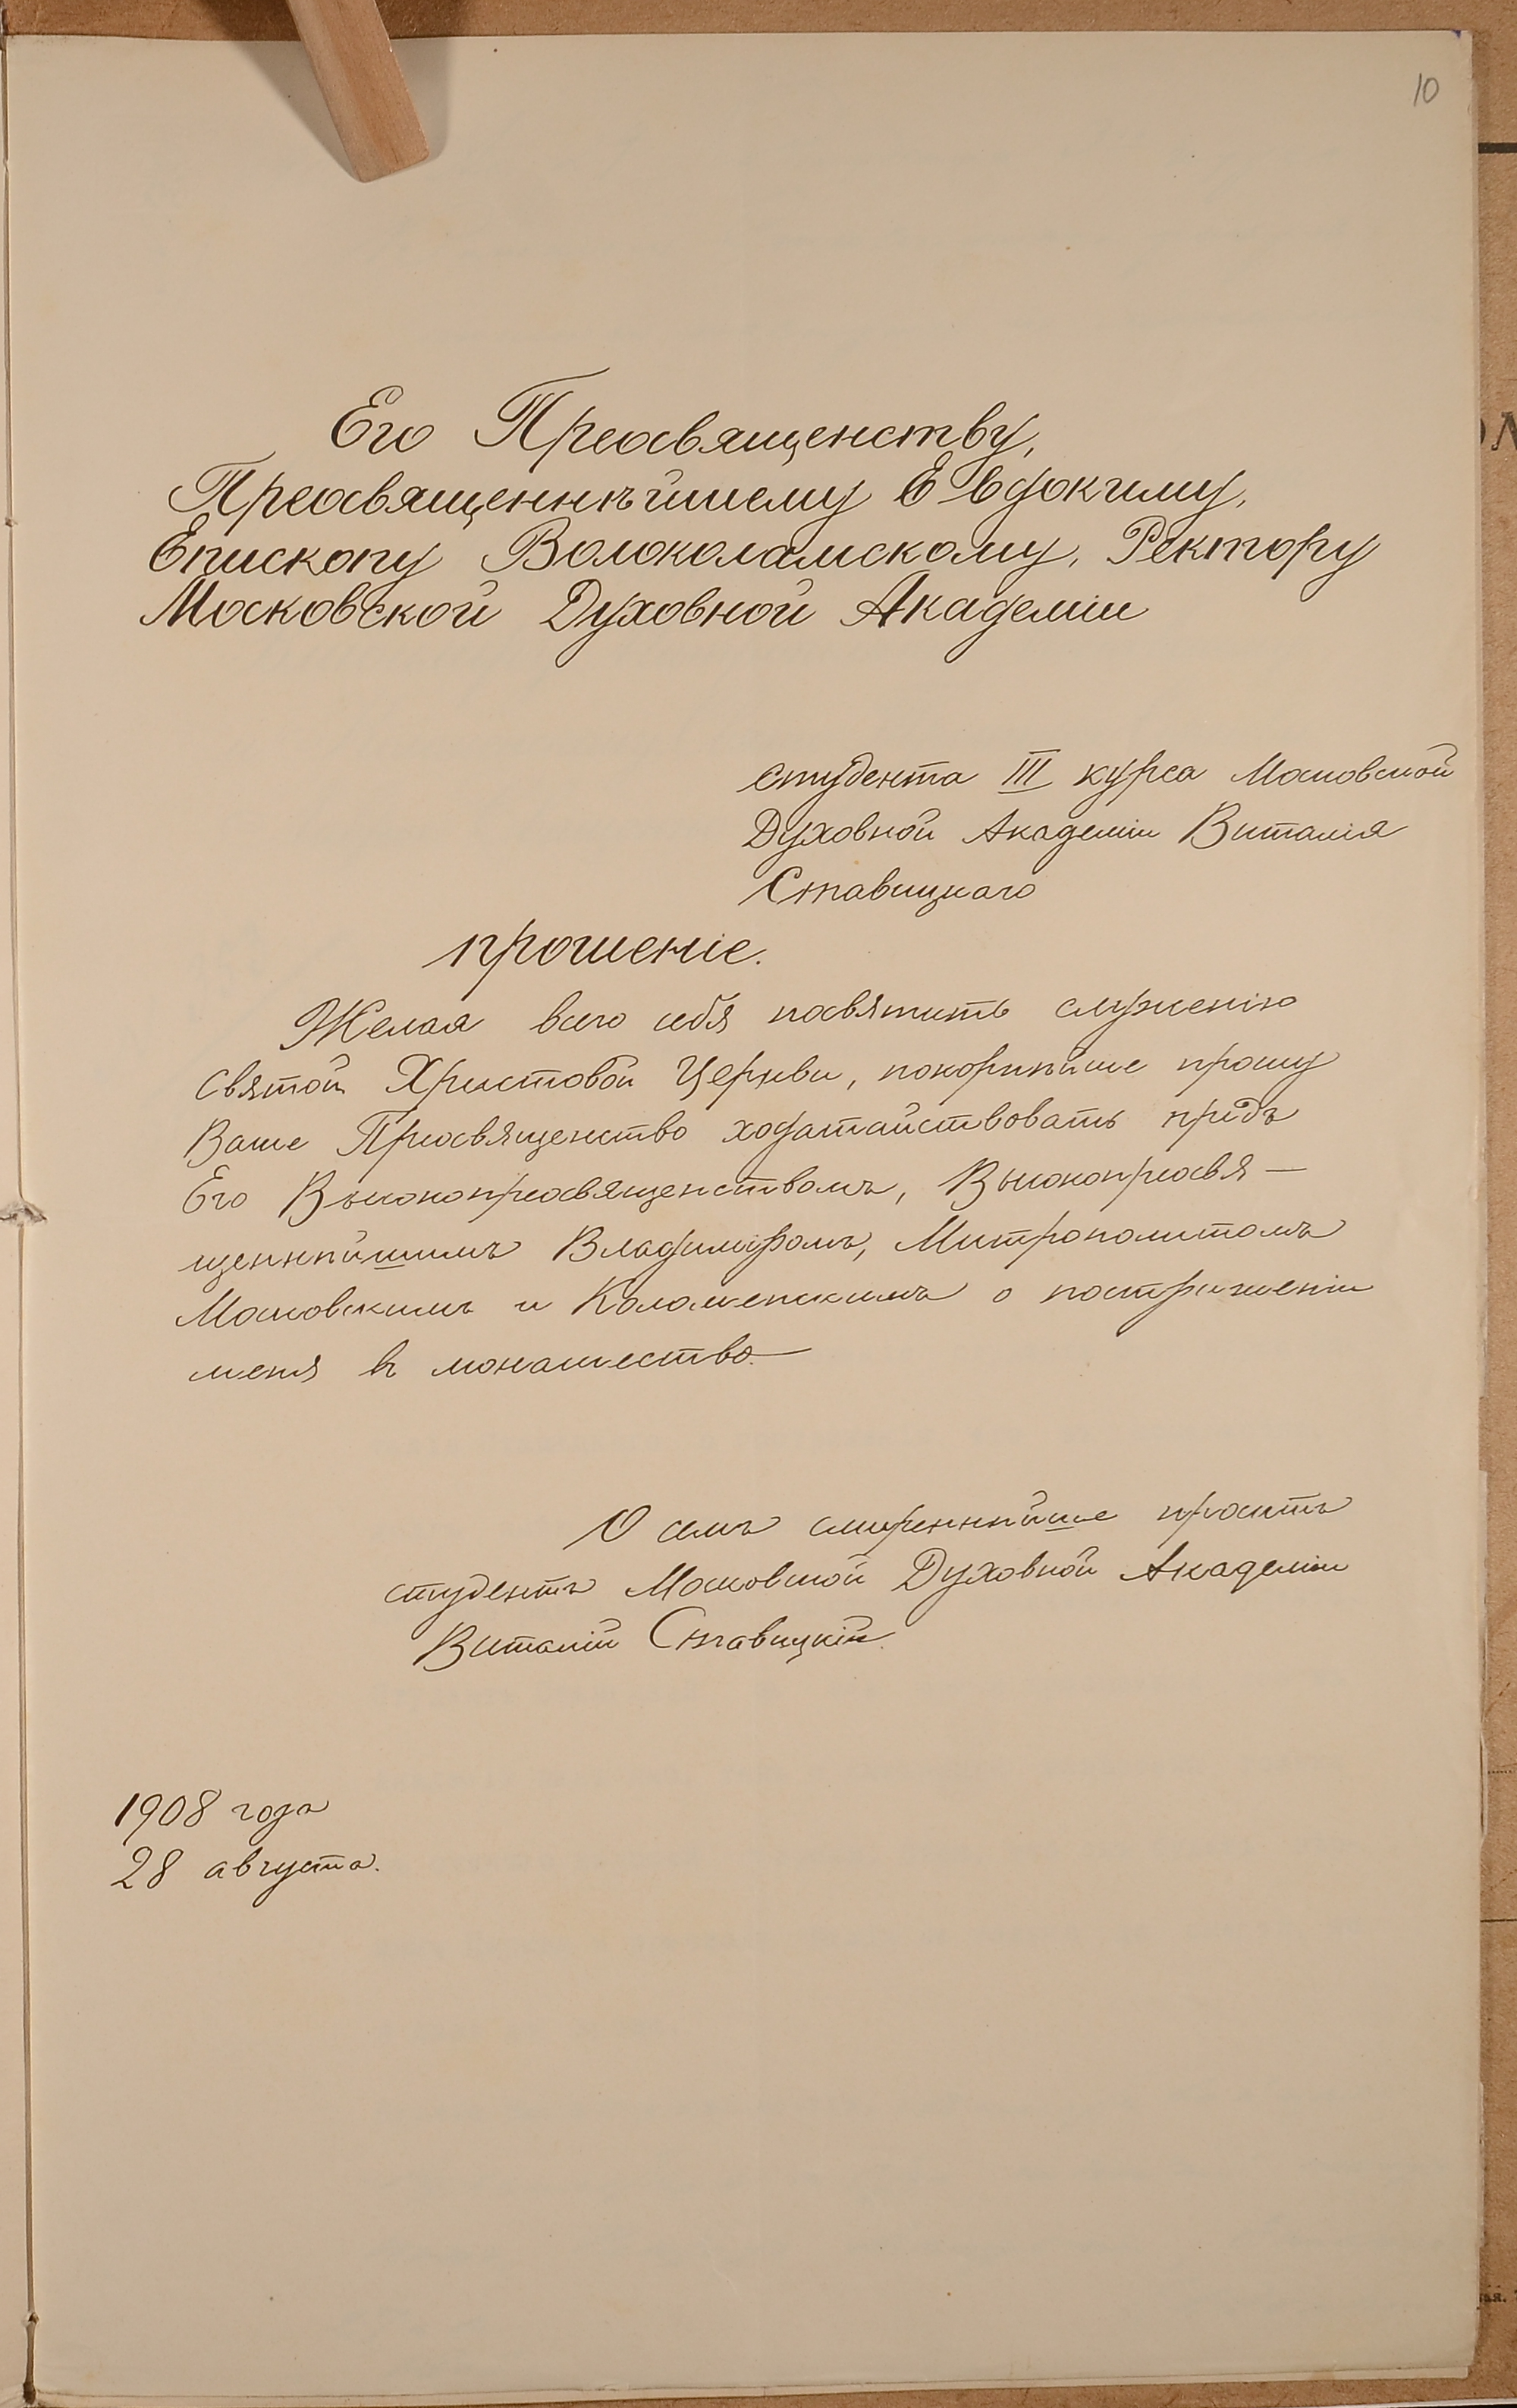 10
Его Преосвященству,
Преосвященнѣйшему Евдокиму,
Епископу Волоколамскому, Ректору
Московской Духовной Академіи
студента III курса Московской
Духовной Академіи Виталія
Ставицкаго
прошеніе.
Желая всего себя посвятить служенію
святой Христовой Церкви, покорнѣйше прошу
Ваше Преосвященство ходатайствовать предъ
Его Высокопреосвященствомъ, Высокопреосвя-
щеннѣйшимъ Владиміромъ, Митрополитомъ
Московскимъ и Коломенскимъ о постриженіи
меня въ монашество.
О семъ смиреннѣйше проситъ
студентъ Московской Духовной Академіи
Виталій Ставицкій.
1908 года
28 августа.